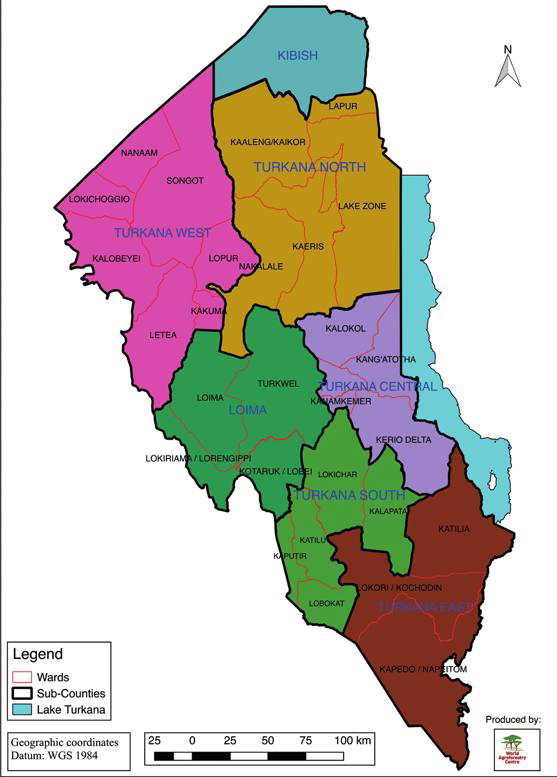 KIBISH
N
LAPUR
KAALENG/KAIKOR
NANAAM
TURKANA NORTH
SONGOT
LOKICHOGGIO
LAKE ZONE
TURKANA WEST
KAERIS
KALOBEYEI
LOPUR
NAKALALE
KAKUMA
KALOKOL
LETEA
KANG'ATOTHA
TURKWEL
TURKANA CENTRAL
LOIMA
KANAMKEMER
LOIMA
KERIO DELTA
LOKIRIAMA / LORENGIPPI
KOTARUK / LOBEI
LOKICHAR
TURKANA SOUTH
KALAPATA
KATILIA
KATILU
KAPUTIR
LOKORI / KOCHODIN
LOBOKAT
TURKANA EAST
KAPEDO / NAPEITOM
Legend
Wards
Sub-Counties
Lake Turkana
Geographic coordinates
Datum: WGS 1984
25 0 25 50 75 100 km
Produced by:
World
Agroforestry
Centre